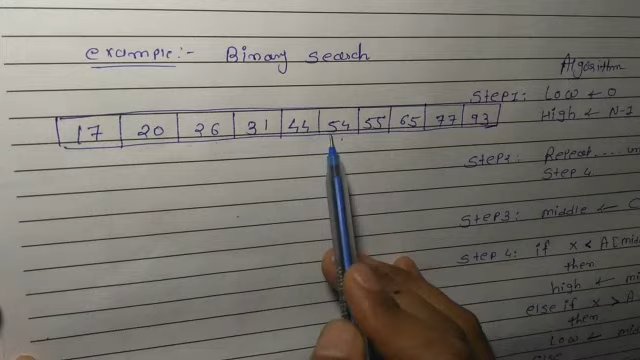 example:- Binary search
17 20 26 31 44 54 55 65 77 93
Algorithm
Step1: Low ← 0
High ← N-1
Step2: Repeat.....
Step 4
Step3: middle ←
Step 4: if x < A[mid
then
high ←
else if x > A
then
Low ←